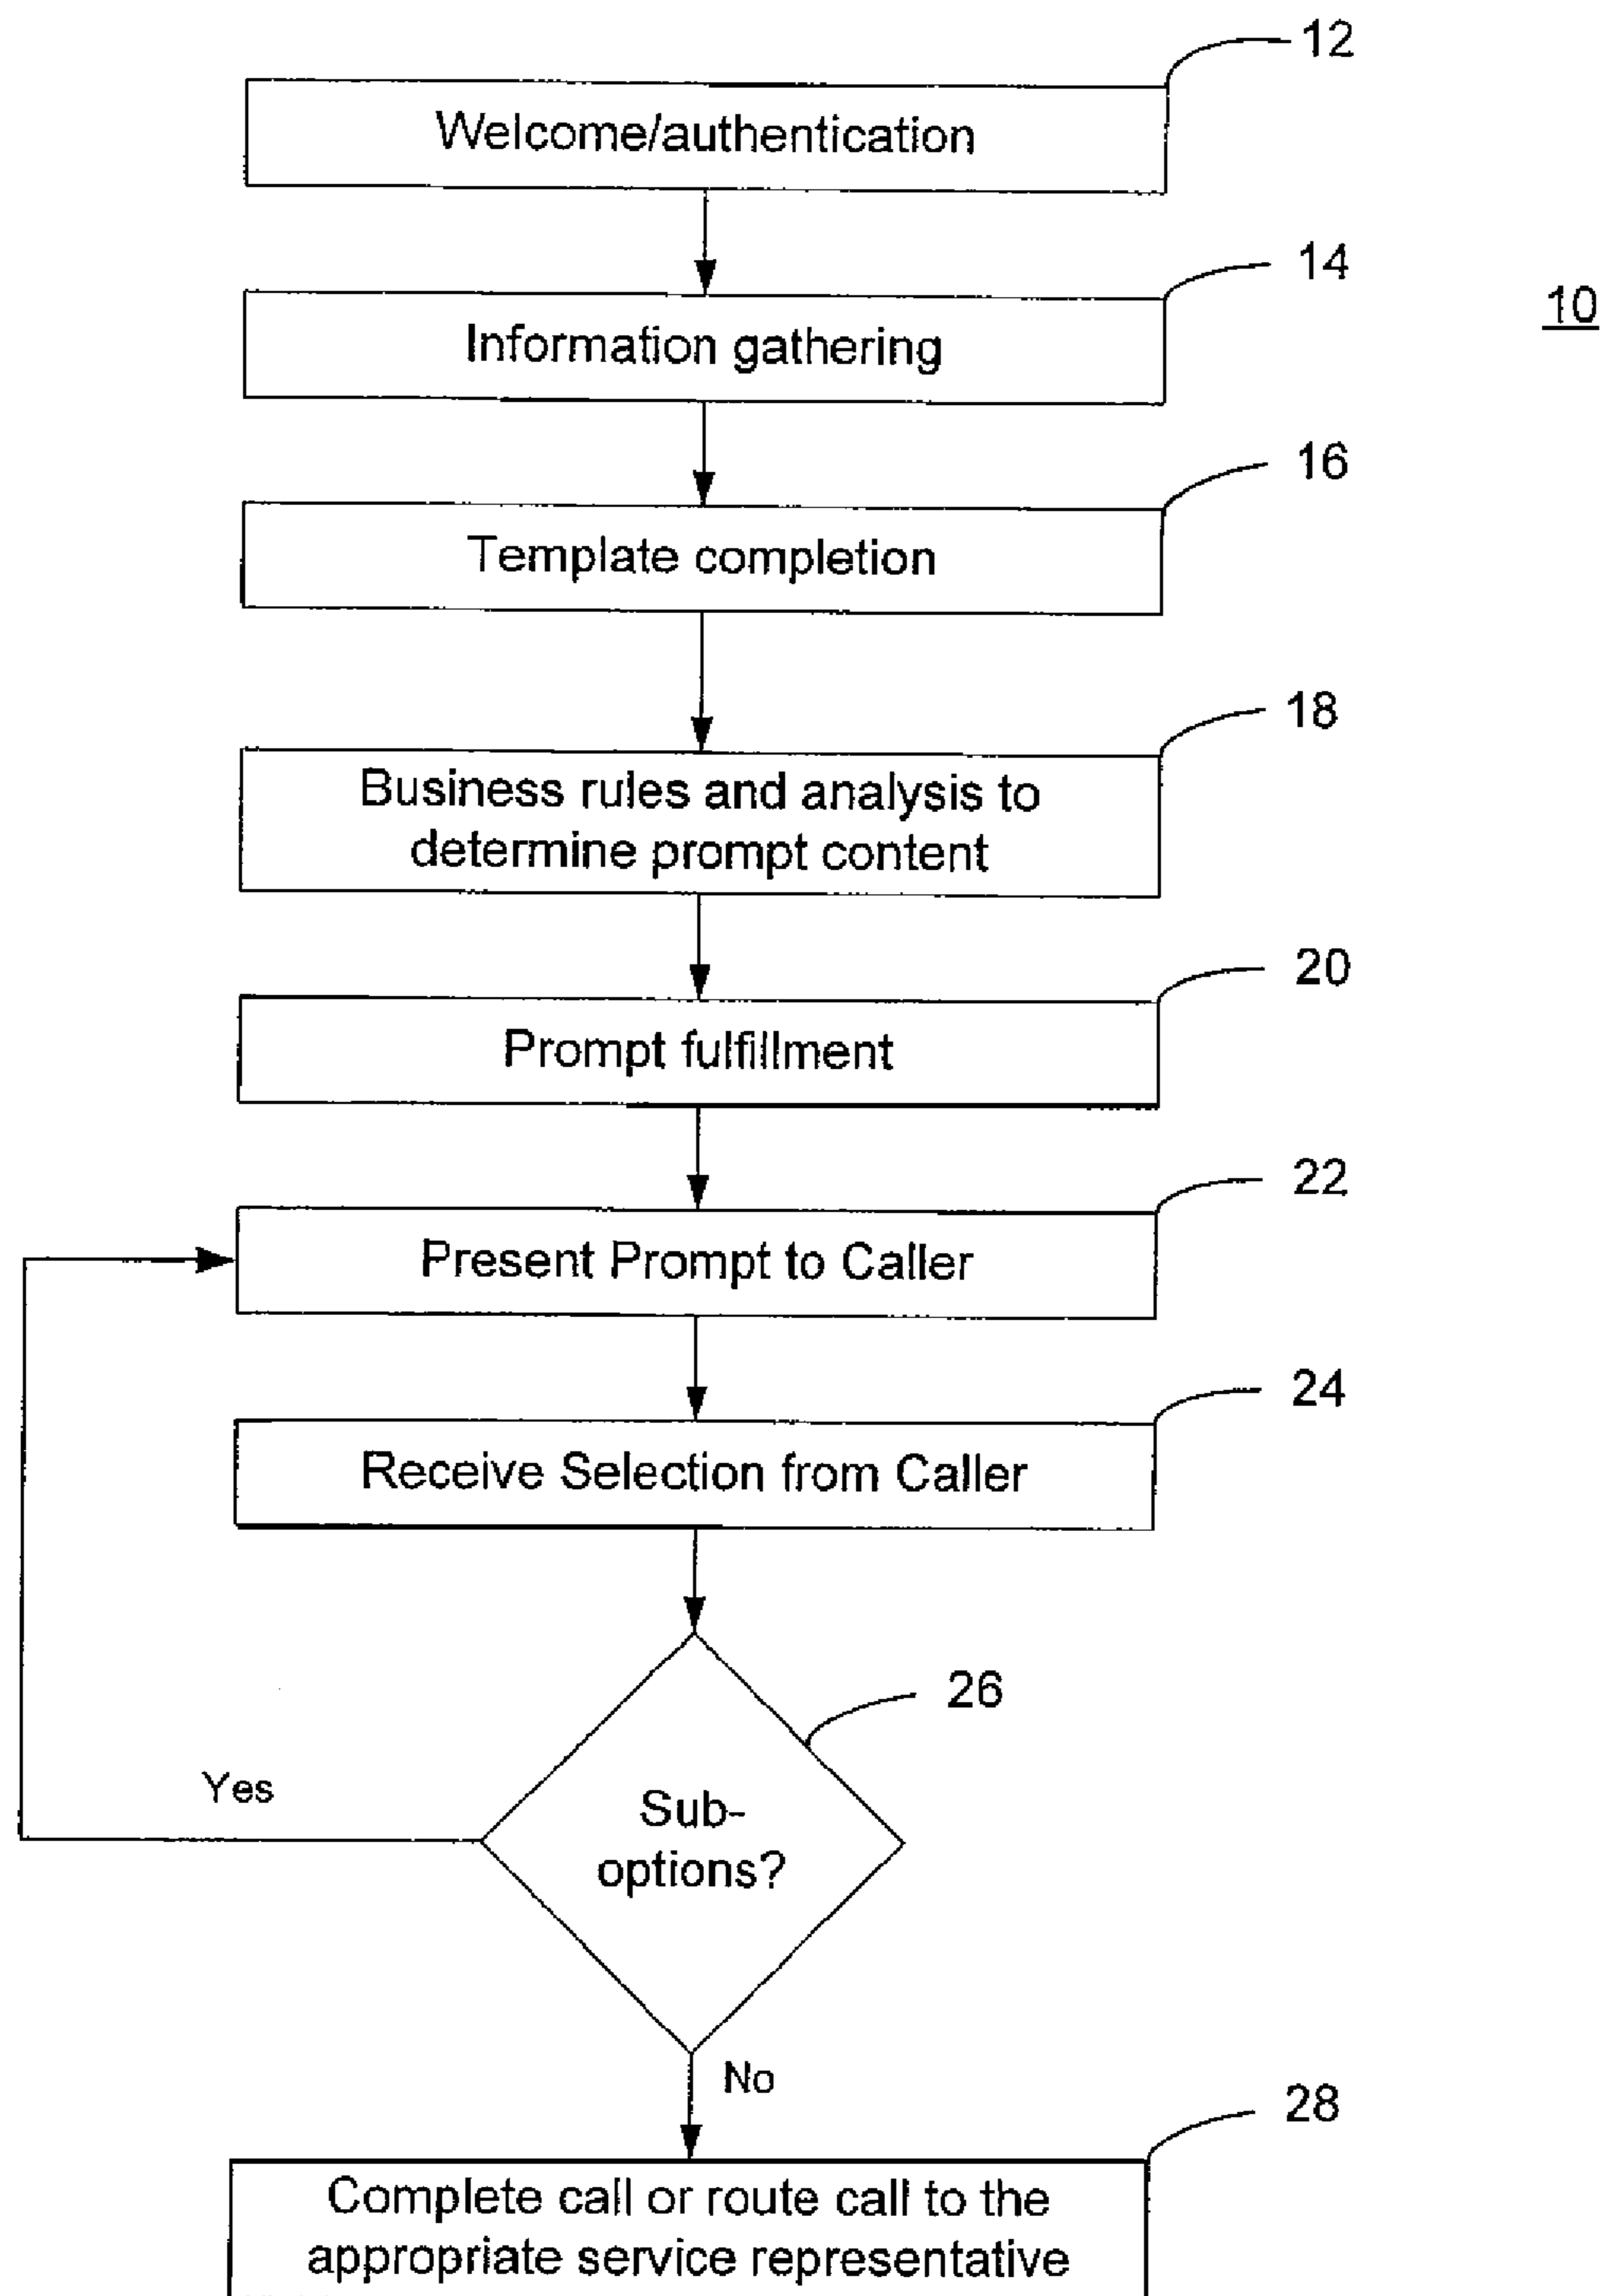 12
Welcome/authentication
14
10
Information gathering
16
Template completion
18
Business rules and analysis to
determine prompt content
20
Prompt fulfillment
22
Present Prompt to Caller
24
Receive Selection from Caller
26
Yes
Sub-
options?
No
28
Complete call or route call to the
appropriate service representative